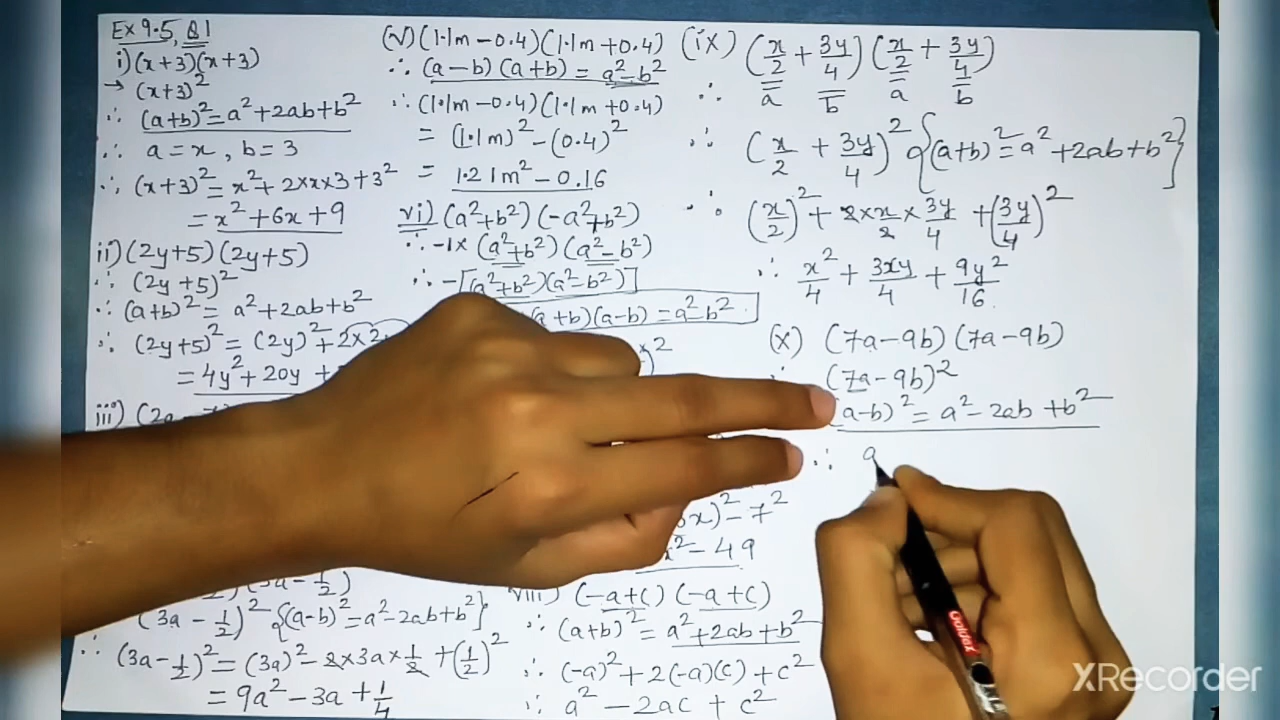 Ex 9.5, Q1
i) (x+3)(x+3)
→ (x+3)²
∴ (a+b)² = a²+2ab+b²
∴ a = x , b = 3
∴ (x+3)² = x²+2×x×3+3²
= x²+6x+9
ii) (2y+5)(2y+5)
∴ (2y+5)²
∴ (a+b)² = a²+2ab+b²
∴ (2y+5)² = (2y)²+2×2
= 4y²+20y +
iii) (2a-7)
(3a-1/2)
(3a - 1/2)² {(a-b)²=a²-2ab+b²}
∴ (3a-1/2)² = (3a)²-2×3a×1/2+(1/2)²
= 9a²-3a+1/4
(v) (1.1m-0.4)(1.1m+0.4)
∴ (a-b)(a+b) = a²-b²
∴ (1.1m-0.4)(1.1m+0.4)
= (1.1m)²-(0.4)²
= 1.21m²-0.16
vi) (a²+b²)(-a²+b²)
∴ -1×(a²+b²)(a²-b²)
∴ -[(a²+b²)(a²-b²)]
(a+b)(a-b) = a²-b²
)²
x)²-7²
x²-49
viii) (-a+c)(-a+c)
∴ (a+b)² = a²+2ab+b²
∴ (-a)²+2(-a)(c)+c²
∴ a²-2ac+c²
(ix) (x/2+3y/4)(x/2+3y/4)
∴ a b a b
∴ (x/2+3y/4)² {(a+b)²=a²+2ab+b²}
∴ (x/2)²+2×x/2×3y/4+(3y/4)²
∴ x²/4+3xy/4+9y²/16
(x) (7a-9b)(7a-9b)
∴ (7a-9b)²
(a-b)² = a²-2ab+b²
∴ a
Goldex
XRecorder